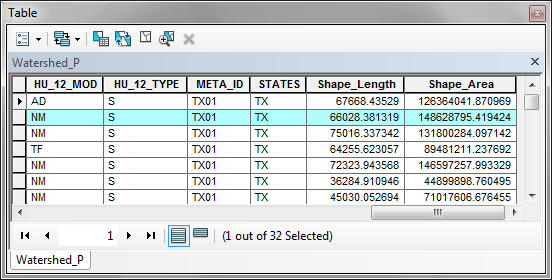 Table
Watershed_P
HU_12_MOD HU_12_TYPE META_ID STATES Shape_Length Shape_Area
AD S TX01 TX 67668.43529 126364041.870969
NM S TX01 TX 66028.381319 148628795.419424
NM S TX01 TX 75016.337342 131800284.097142
TF S TX01 TX 64255.623057 89481211.237692
NM S TX01 TX 72323.943568 146597257.993329
NM S TX01 TX 36284.910946 44899898.760495
NM S TX01 TX 45030.052694 71017606.676455
1 (1 out of 32 Selected)
Watershed_P